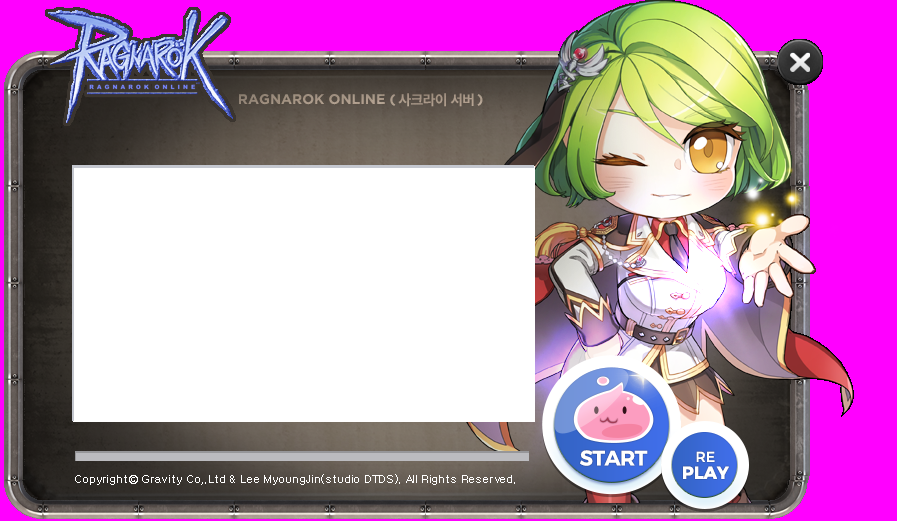 RAGNARÖK
RAGNAROK ONLINE
RAGNAROK ONLINE ( 사크라이 서버 )
START
RE
PLAY
Copyright© Gravity Co.,Ltd & Lee MyoungJin(studio DTDS). All Rights Reserved.